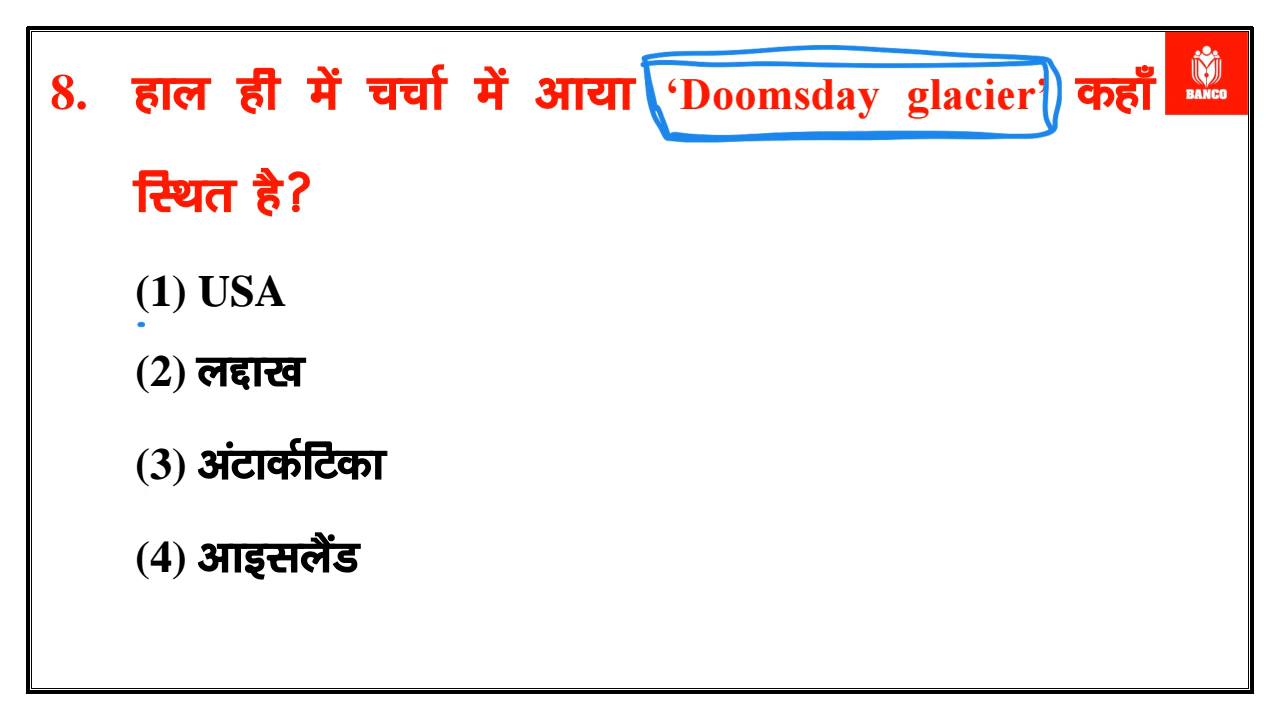 8. हाल ही में चर्चा में आया ‘Doomsday glacier’ कहाँ
BANCO
स्थित है?
(1) USA
(2) लद्दाख
(3) अंटार्कटिका
(4) आइसलैंड